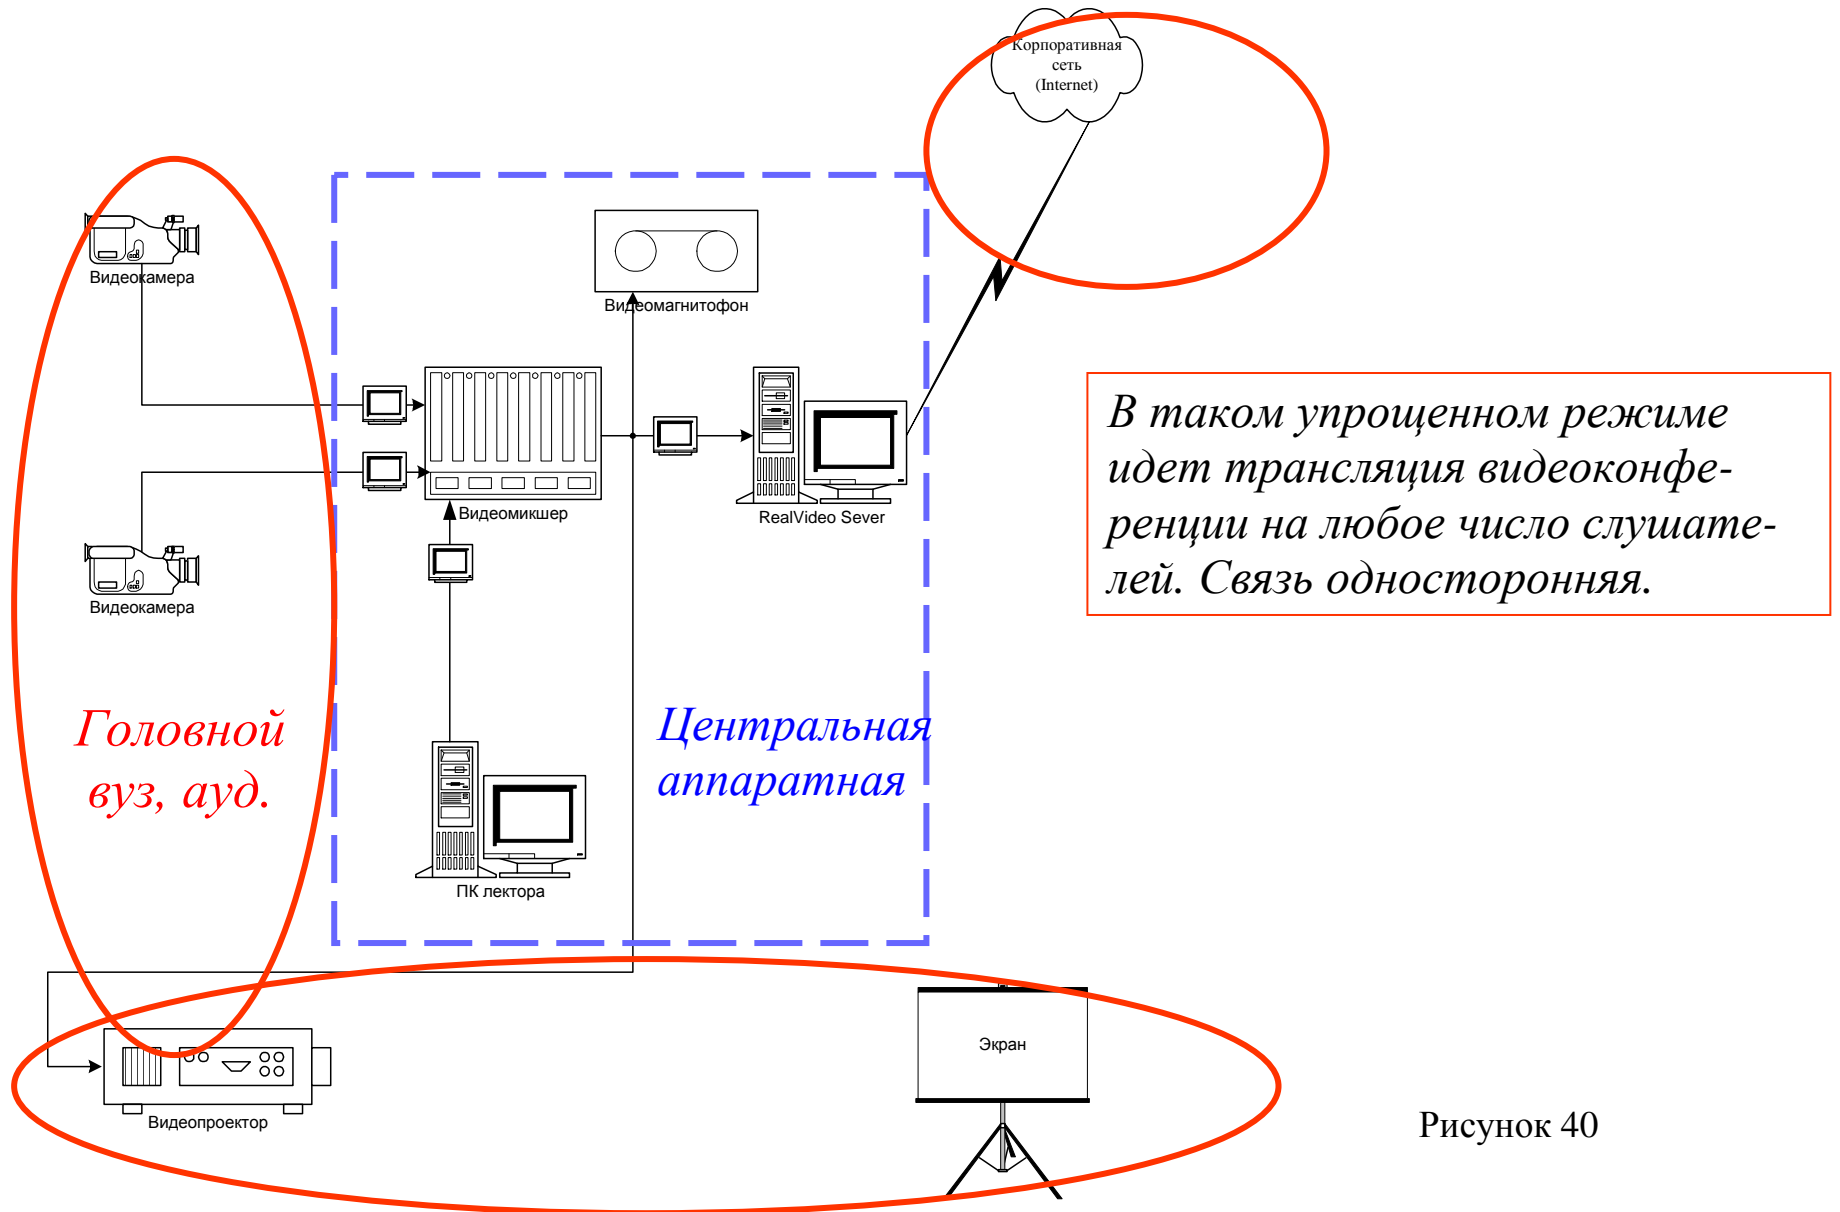 Корпоративная
сеть
(Internet)
Видеокамера
Видеомагнитофон
Видеомикшер
RealVideo Sever
В таком упрощенном режиме
идет трансляция видеоконфе-
ренции на любое число слушате-
лей. Связь односторонняя.
Видеокамера
Головной
вуз, ауд.
Центральная
аппаратная
ПК лектора
Экран
Видеопроектор
Рисунок 40